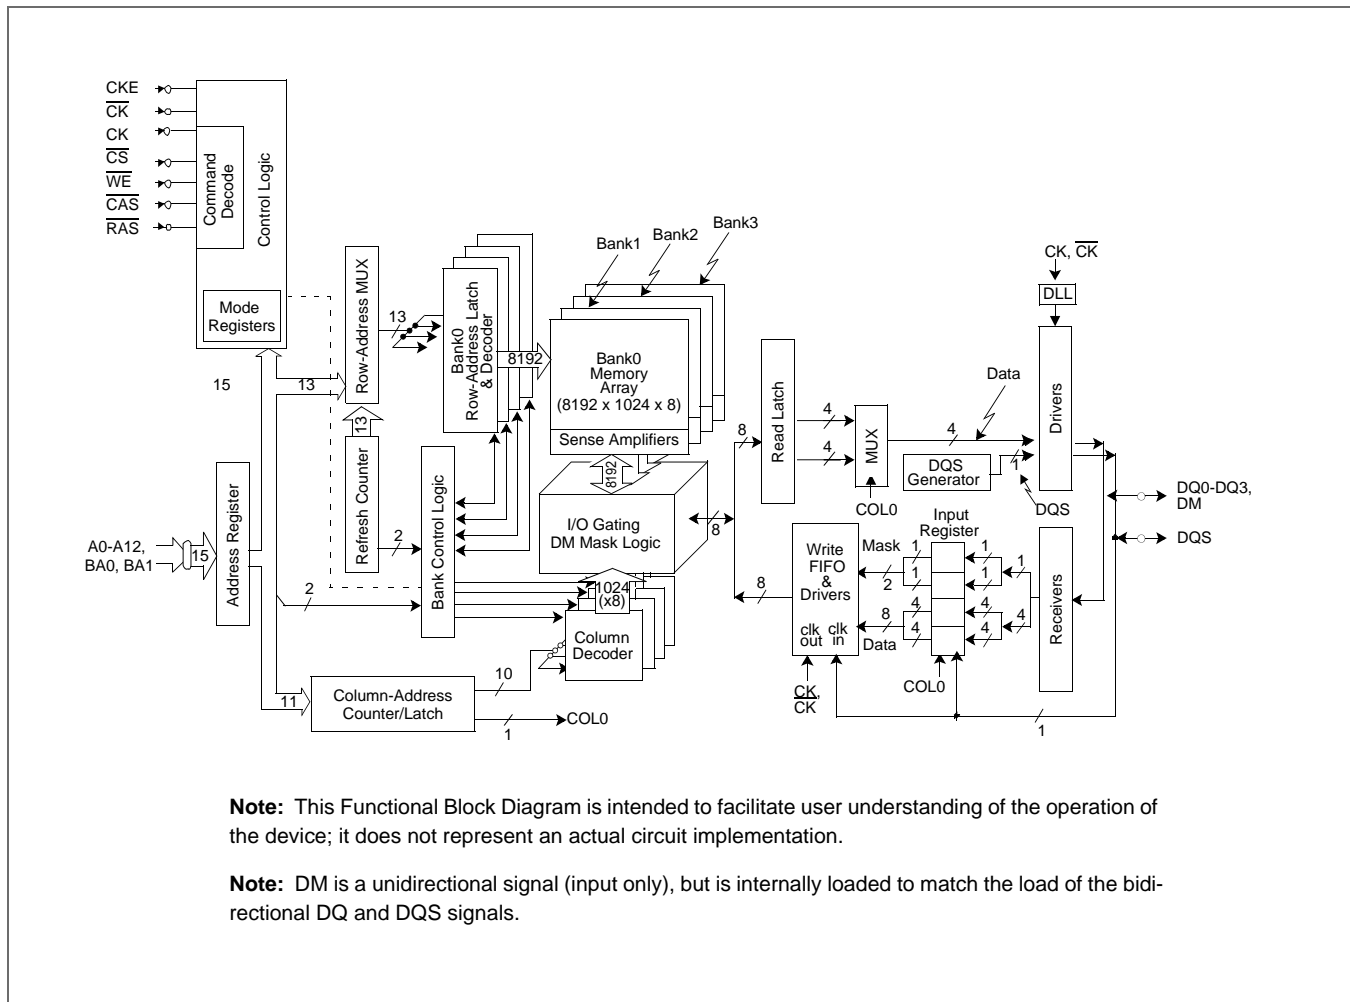 CKE
CK
CK
CS
WE
CAS
RAS
Command Decode
Control Logic
Mode
Registers
15
13
Row-Address MUX
13
13
Refresh Counter
2
Bank0
Row-Address Latch
& Decoder
8192
Bank1
Bank2
Bank3
Bank0
Memory
Array
(8192 x 1024 x 8)
Sense Amplifiers
8192
I/O Gating
DM Mask Logic
Bank Control Logic
2
A0-A12,
BA0, BA1
15
Address Register
11
Column-Address
Counter/Latch
10
1
COL0
1024
(x8)
Column
Decoder
8
8
8
Read Latch
4
4
MUX
COL0
4
Data
CK, CK
DLL
Drivers
DQS
Generator
1
DQS
DQ0-DQ3,
DM
DQS
Input
Register
Write
FIFO
&
Drivers
clk
out
clk
in
Mask
2
8
Data
1
1
4
4
1
1
4
4
1
4
Receivers
CK,
CK
COL0
1
Note: This Functional Block Diagram is intended to facilitate user understanding of the operation of
the device; it does not represent an actual circuit implementation.
Note: DM is a unidirectional signal (input only), but is internally loaded to match the load of the bidi-
rectional DQ and DQS signals.